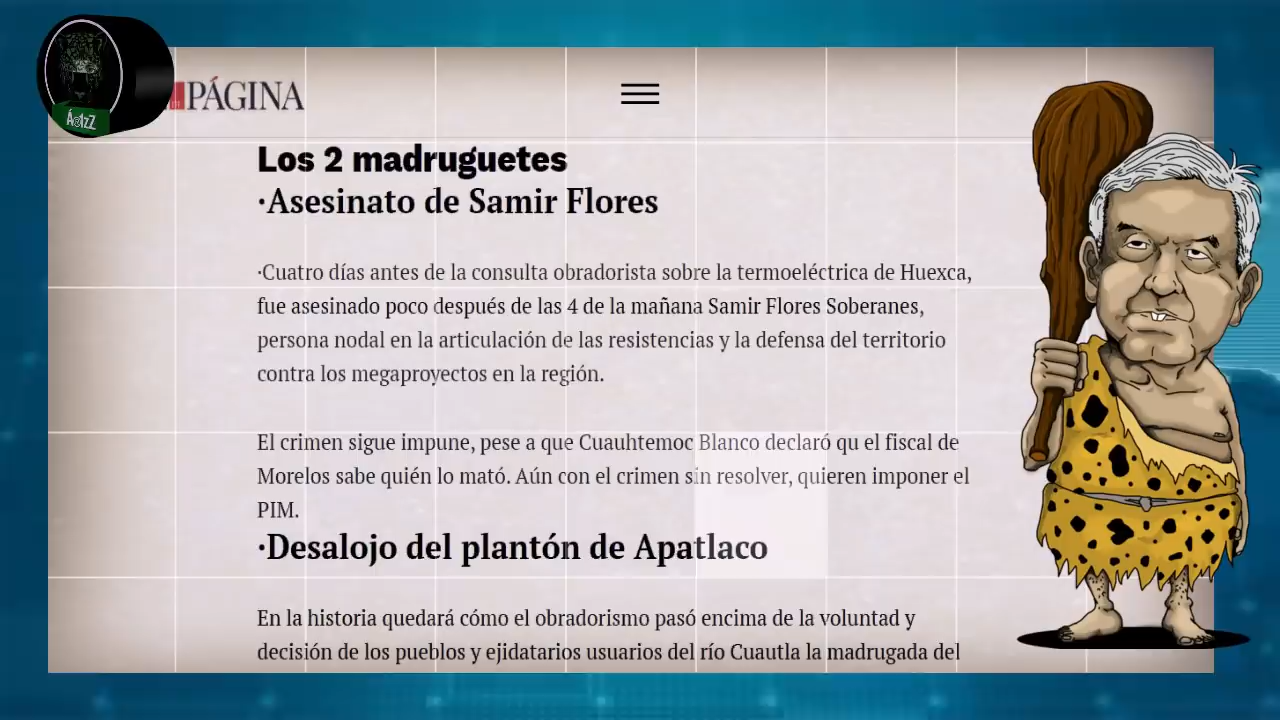 PÁGINA
Los 2 madruguetes
·Asesinato de Samir Flores
·Cuatro días antes de la consulta obradorista sobre la termoeléctrica de Huexca,
fue asesinado poco después de las 4 de la mañana Samir Flores Soberanes,
persona nodal en la articulación de las resistencias y la defensa del territorio
contra los megaproyectos en la región.
El crimen sigue impune, pese a que Cuauhtemoc Blanco declaró qu el fiscal de
Morelos sabe quién lo mató. Aún con el crimen sin resolver, quieren imponer el
PIM.
·Desalojo del plantón de Apatlaco
En la historia quedará cómo el obradorismo pasó encima de la voluntad y
decisión de los pueblos y ejidatarios usuarios del río Cuautla la madrugada del